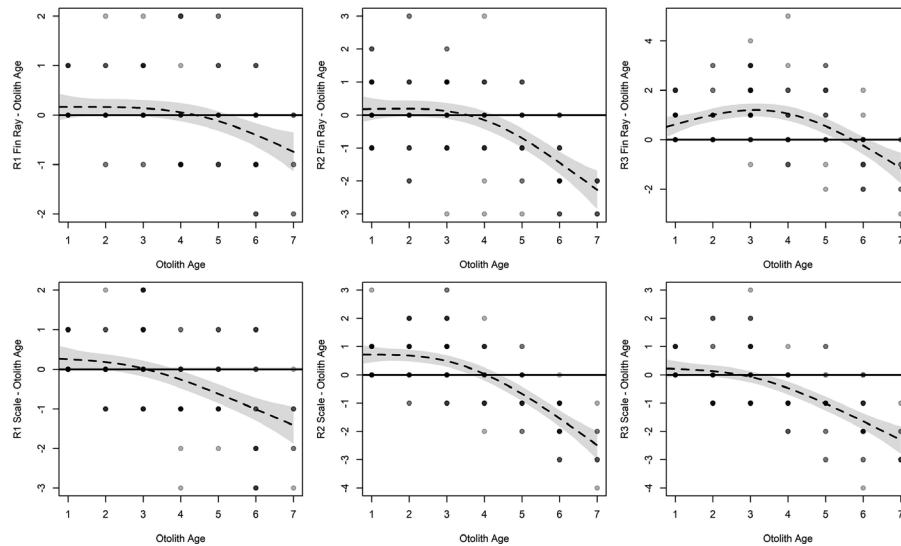 R1 Fin Ray - Otolith Age
2
1
0
-1
-2
1 2 3 4 5 6 7
Otolith Age
R2 Fin Ray - Otolith Age
3
2
1
0
-1
-2
-3
1 2 3 4 5 6 7
Otolith Age
R3 Fin Ray - Otolith Age
4
2
0
-2
1 2 3 4 5 6 7
Otolith Age
R1 Scale - Otolith Age
2
1
0
-1
-2
-3
1 2 3 4 5 6 7
Otolith Age
R2 Scale - Otolith Age
3
2
1
0
-1
-2
-3
-4
1 2 3 4 5 6 7
Otolith Age
R3 Scale - Otolith Age
3
2
1
0
-1
-2
-3
-4
1 2 3 4 5 6 7
Otolith Age